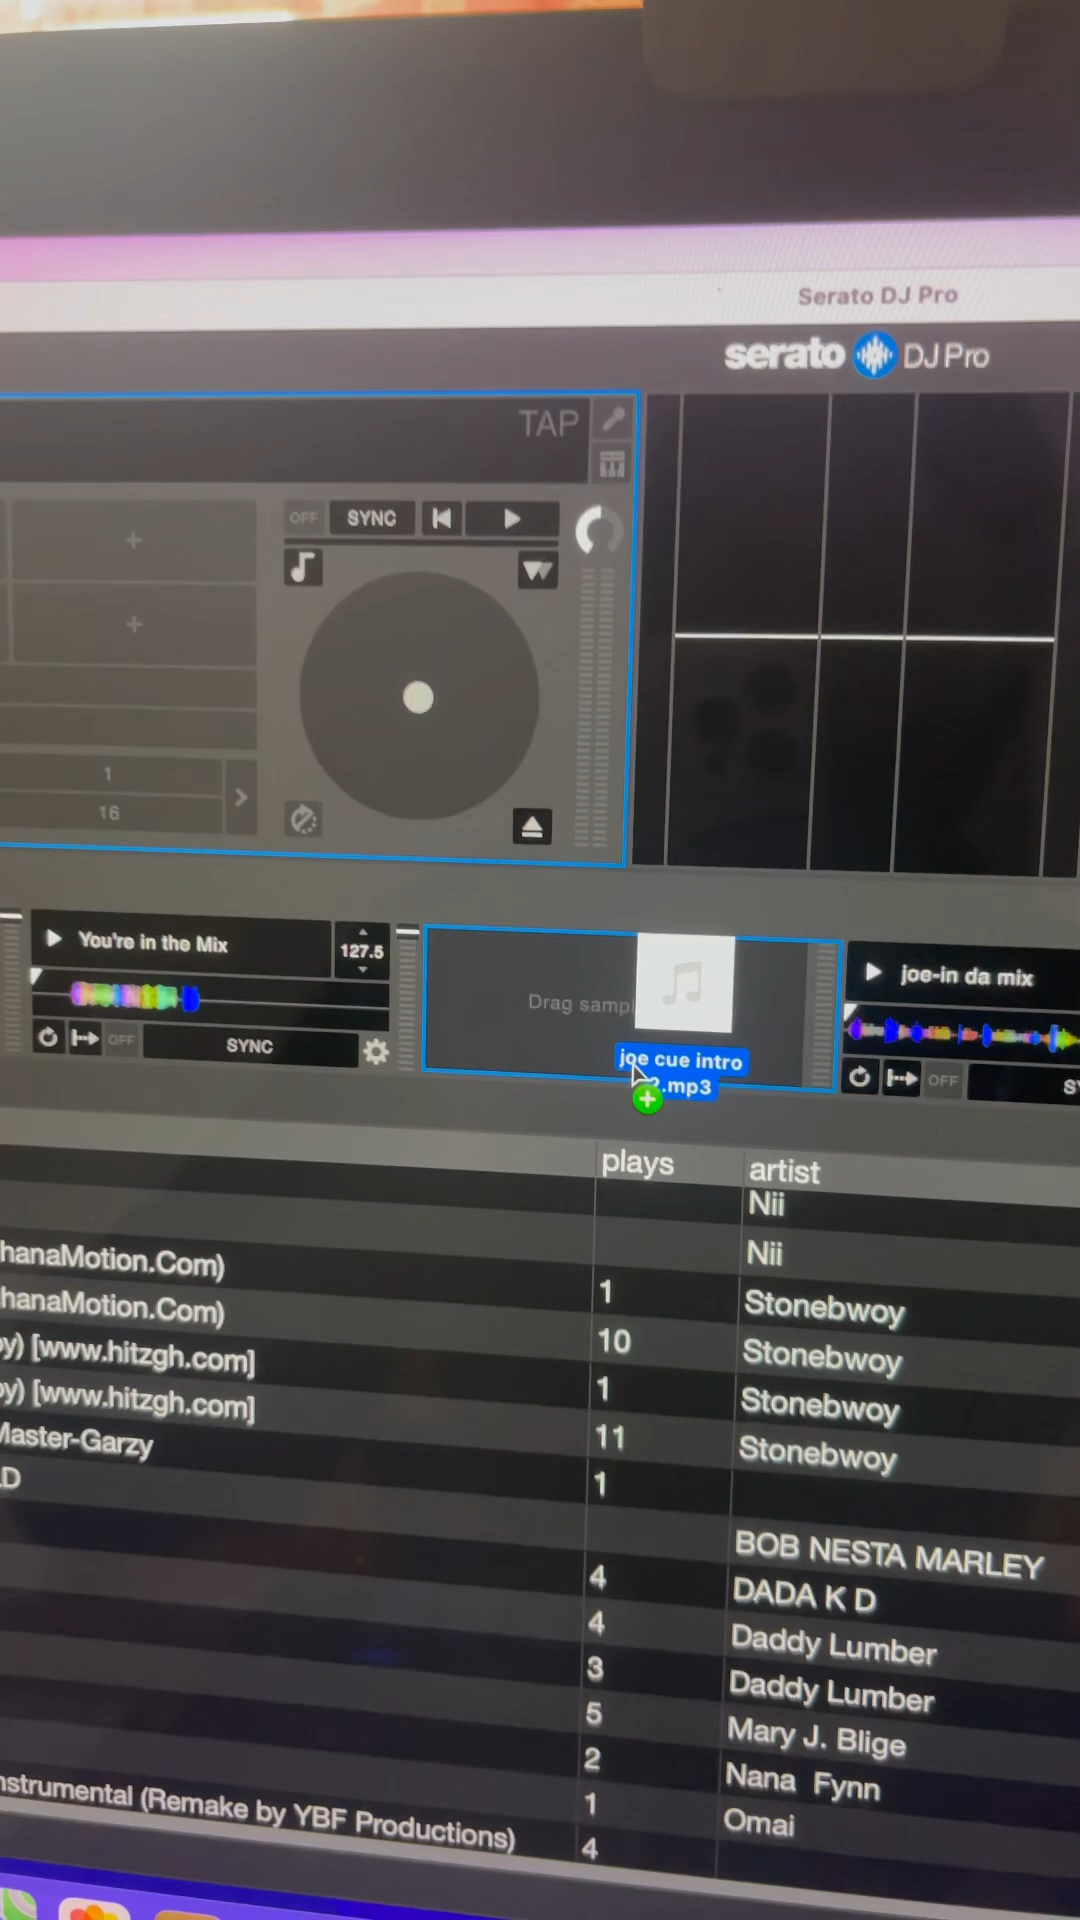 Serato DJ Pro
serato DJ Pro
TAP
OFF SYNC
+
+
1
16
You're in the Mix
127.5
OFF SYNC
Drag sampl
joe cue intro
2.mp3
joe-in da mix
OFF
plays artist
Nii
Nii
hanaMotion.Com) 1 Stonebwoy
hanaMotion.Com) 10 Stonebwoy
y) [www.hitzgh.com] 1 Stonebwoy
y) [www.hitzgh.com] 11 Stonebwoy
Master-Garzy 1
D
BOB NESTA MARLEY
4 DADA K D
4 Daddy Lumber
3 Daddy Lumber
5 Mary J. Blige
2 Nana Fynn
1 Omai
nstrumental (Remake by YBF Productions) 4